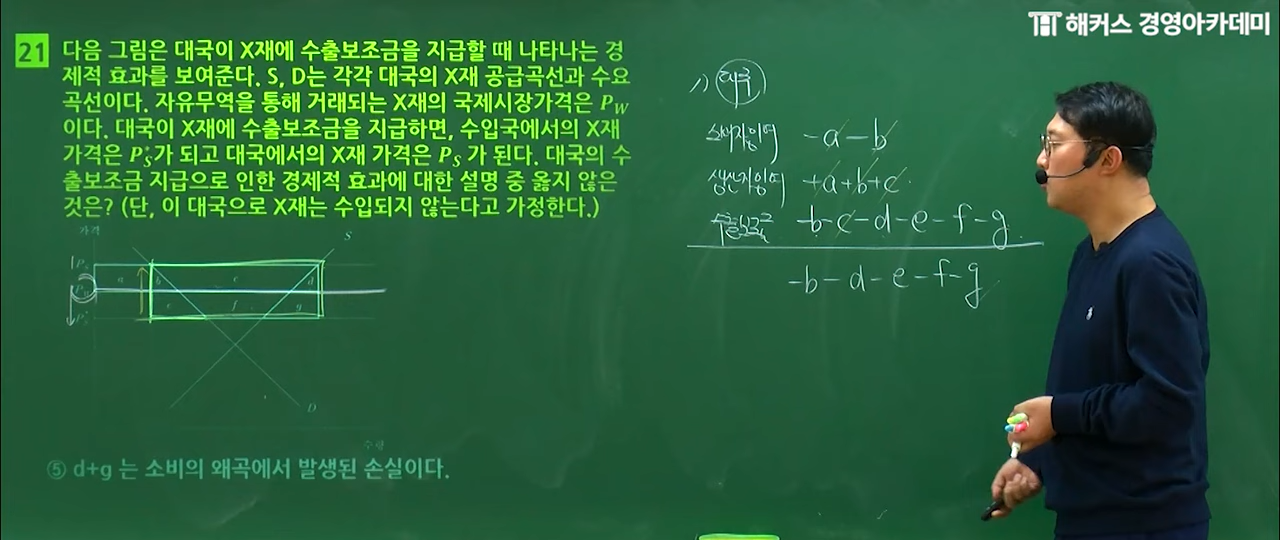 해커스 경영아카데미
21 다음 그림은 대국이 X재에 수출보조금을 지급할 때 나타나는 경
제적 효과를 보여준다. S, D는 각각 대국의 X재 공급곡선과 수요
곡선이다. 자유무역을 통해 거래되는 X재의 국제시장가격은 P_W
이다. 대국이 X재에 수출보조금을 지급하면, 수입국에서의 X재
가격은 P*_S가 되고 대국에서의 X재 가격은 P_S 가 된다. 대국의 수
출보조금 지급으로 인한 경제적 효과에 대한 설명 중 옳지 않은
것은? (단, 이 대국으로 X재는 수입되지 않는다고 가정한다.)
가격
S
a b c d
e f g
D
수량
⑤ d+g 는 소비의 왜곡에서 발생된 손실이다.
1) 대국
소비자잉여 -a-b
생산자잉여 +a+b+c
수출보조금 -b-c-d-e-f-g
-b-d-e-f-g